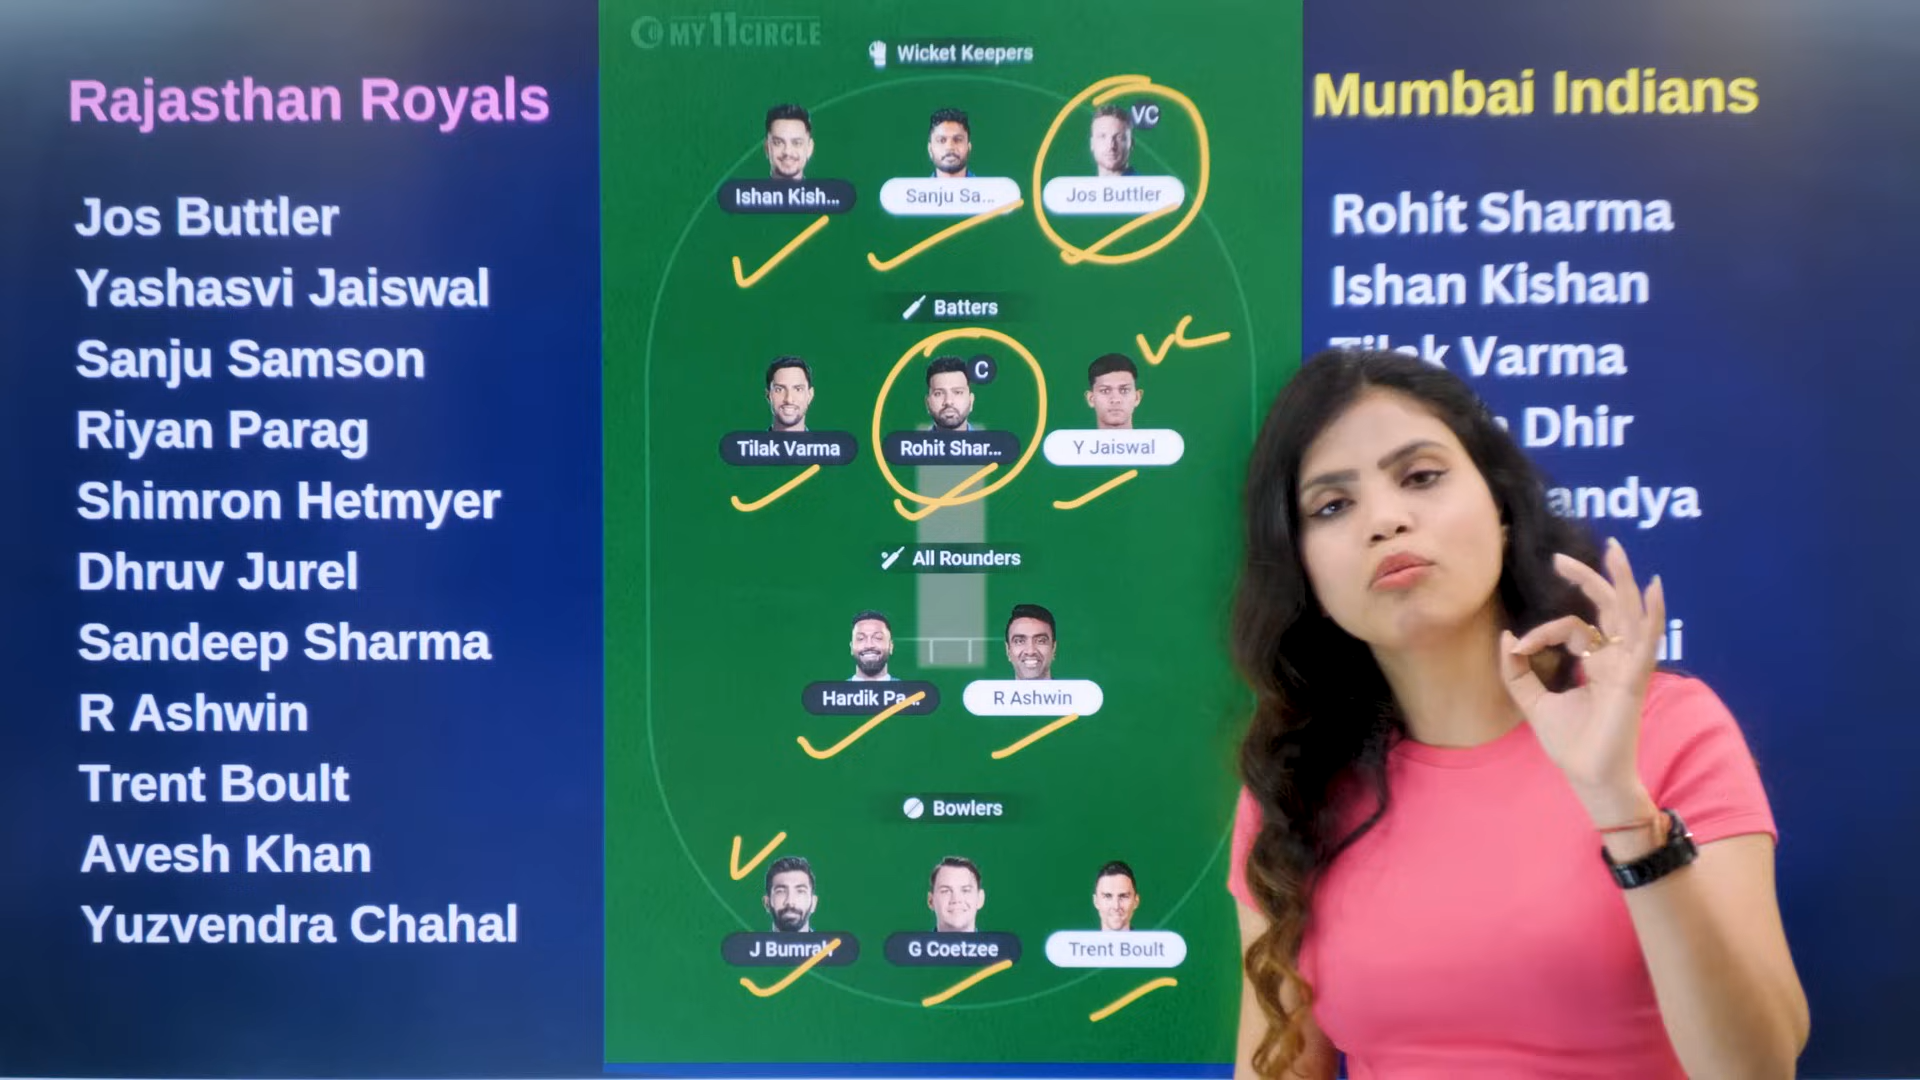 Rajasthan Royals
Jos Buttler
Yashasvi Jaiswal
Sanju Samson
Riyan Parag
Shimron Hetmyer
Dhruv Jurel
Sandeep Sharma
R Ashwin
Trent Boult
Avesh Khan
Yuzvendra Chahal
MY11CIRCLE
Wicket Keepers
VC
Ishan Kish...
Sanju Sa...
Jos Buttler
Batters
VC
C
Tilak Varma
Rohit Shar...
Y Jaiswal
All Rounders
Hardik Pa...
R Ashwin
Bowlers
J Bumrah
G Coetzee
Trent Boult
Mumbai Indians
Rohit Sharma
Ishan Kishan
Tilak Varma
Dhir
andya